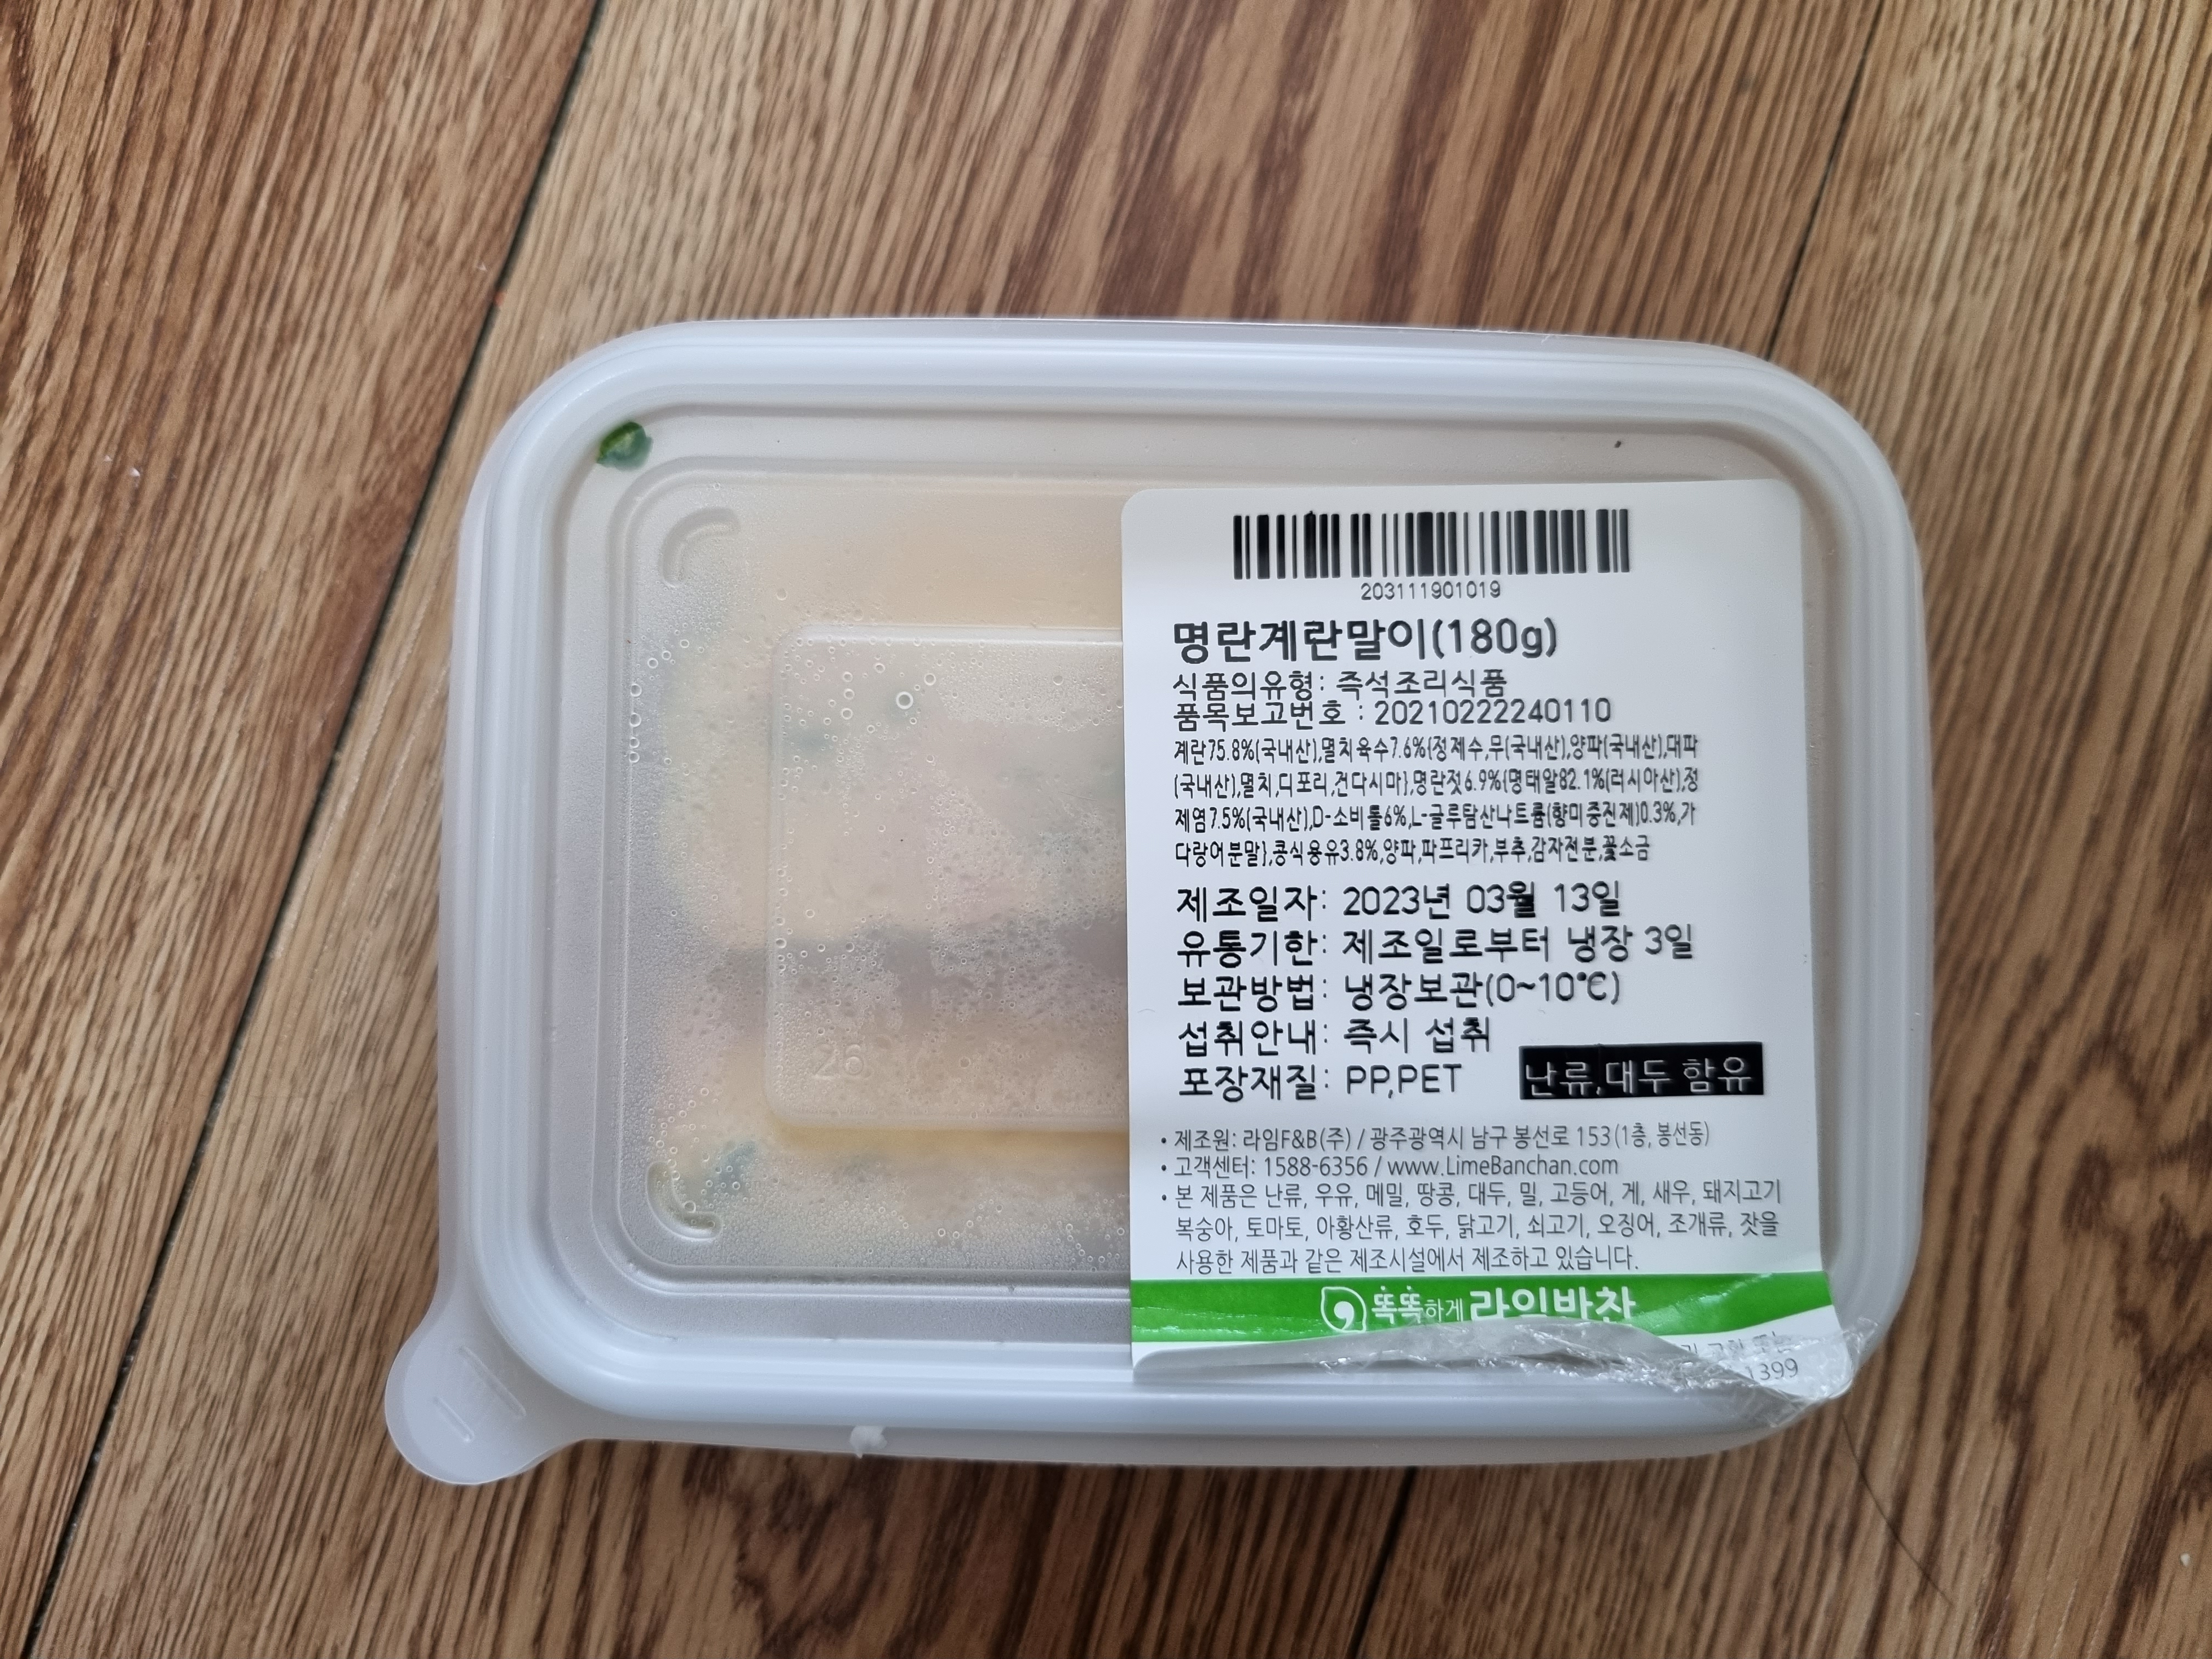 203111901019
명란계란말이(180g)
식품의유형: 즉석조리식품
품목보고번호 : 20210222240110
계란75.8%(국내산),멸치육수7.6%{정제수,무(국내산),양파(국내산),대파
(국내산),멸치,디포리,건다시마},명란젓6.9%{명태알82.1%(러시아산),정
제염7.5%(국내산),D-소비톨6%,L-글루탐산나트륨(향미증진제)0.3%,가
다랑어분말},콩식용유3.8%,양파,파프리카,부추,감자전분,꽃소금
제조일자: 2023년 03월 13일
유통기한: 제조일로부터 냉장 3일
보관방법: 냉장보관(0~10℃)
섭취안내: 즉시 섭취
포장재질: PP,PET
난류,대두 함유
• 제조원: 라임F&B(주) / 광주광역시 남구 봉선로 153(1층, 봉선동)
• 고객센터: 1588-6356 / www.LimeBanchan.com
• 본 제품은 난류, 우유, 메밀, 땅콩, 대두, 밀, 고등어, 게, 새우, 돼지고기
복숭아, 토마토, 아황산류, 호두, 닭고기, 쇠고기, 오징어, 조개류, 잣을
사용한 제품과 같은 제조시설에서 제조하고 있습니다.
똑똑하게 라임반찬
1399
26